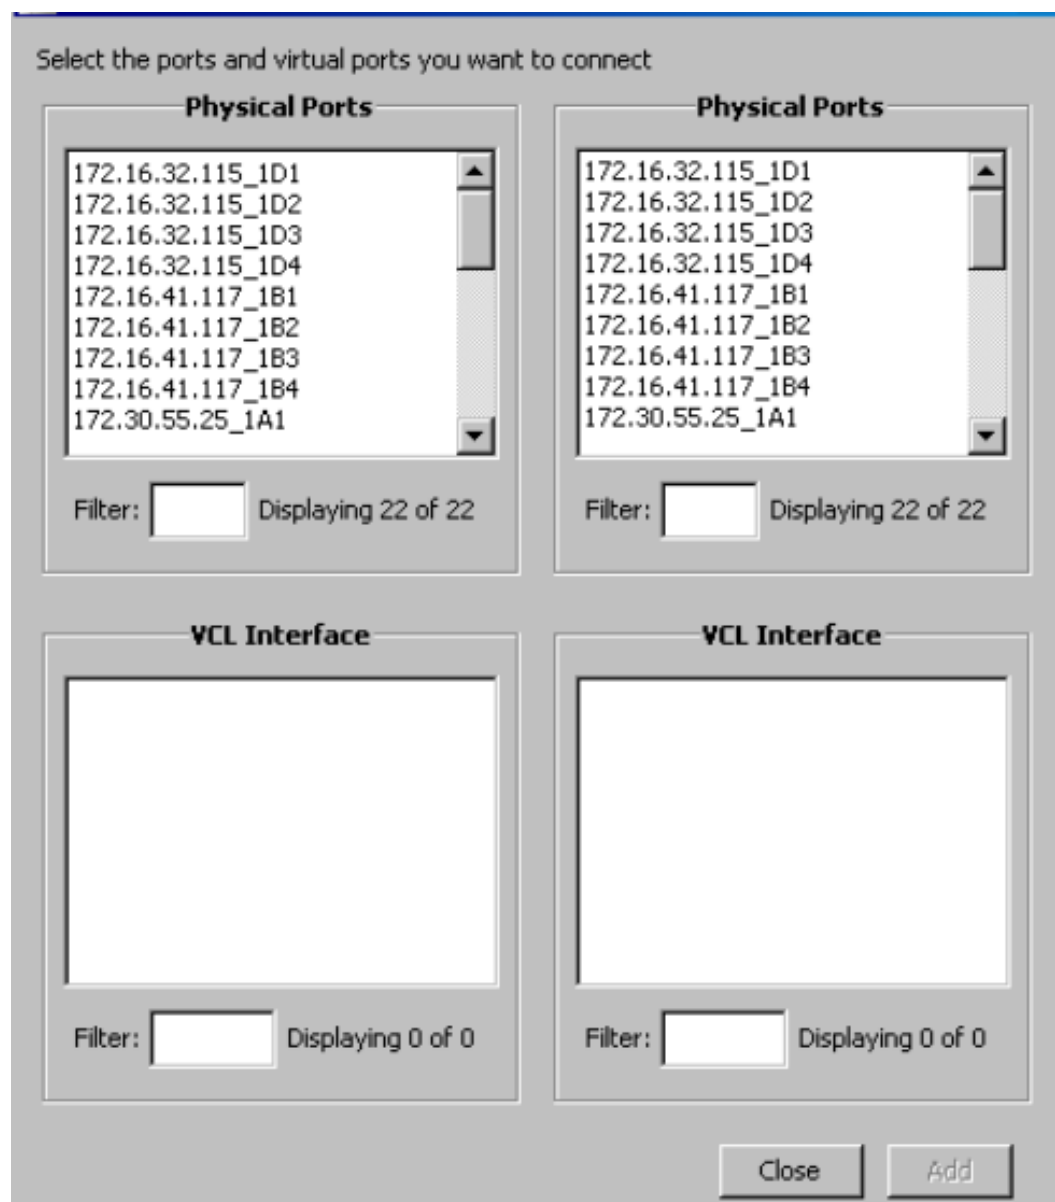 Select the ports and virtual ports you want to connect
Physical Ports
172.16.32.115_1D1
172.16.32.115_1D2
172.16.32.115_1D3
172.16.32.115_1D4
172.16.41.117_1B1
172.16.41.117_1B2
172.16.41.117_1B3
172.16.41.117_1B4
172.30.55.25_1A1
Filter: Displaying 22 of 22
Physical Ports
172.16.32.115_1D1
172.16.32.115_1D2
172.16.32.115_1D3
172.16.32.115_1D4
172.16.41.117_1B1
172.16.41.117_1B2
172.16.41.117_1B3
172.16.41.117_1B4
172.30.55.25_1A1
Filter: Displaying 22 of 22
VCL Interface
Filter: Displaying 0 of 0
VCL Interface
Filter: Displaying 0 of 0
Close Add